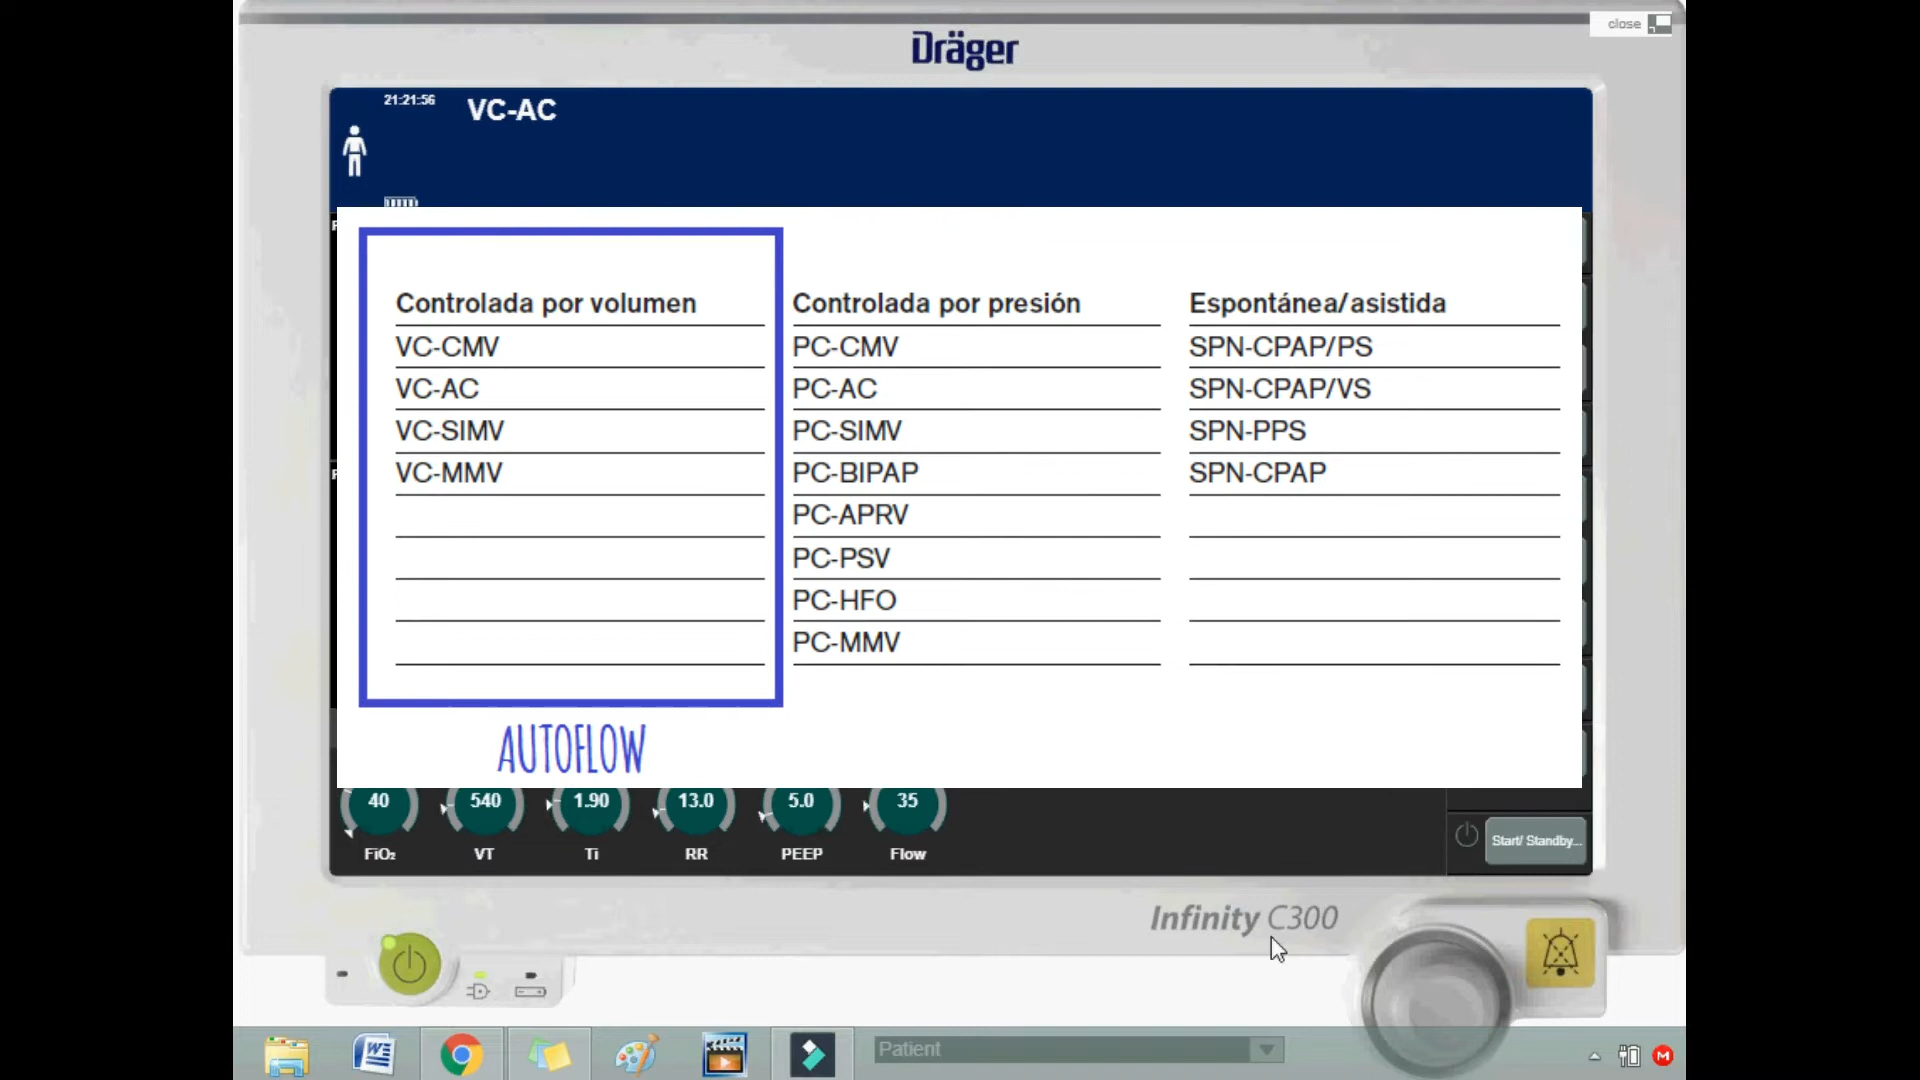 close
Dräger
21:21:56
VC-AC
Controlada por volumen
VC-CMV
VC-AC
VC-SIMV
VC-MMV
Controlada por presión
PC-CMV
PC-AC
PC-SIMV
PC-BIPAP
PC-APRV
PC-PSV
PC-HFO
PC-MMV
Espontánea/asistida
SPN-CPAP/PS
SPN-CPAP/VS
SPN-PPS
SPN-CPAP
AUTOFLOW
40 540 1.90 13.0 5.0 35
FiO₂ VT Ti RR PEEP Flow
Start/ Standby...
Infinity C300
Patient